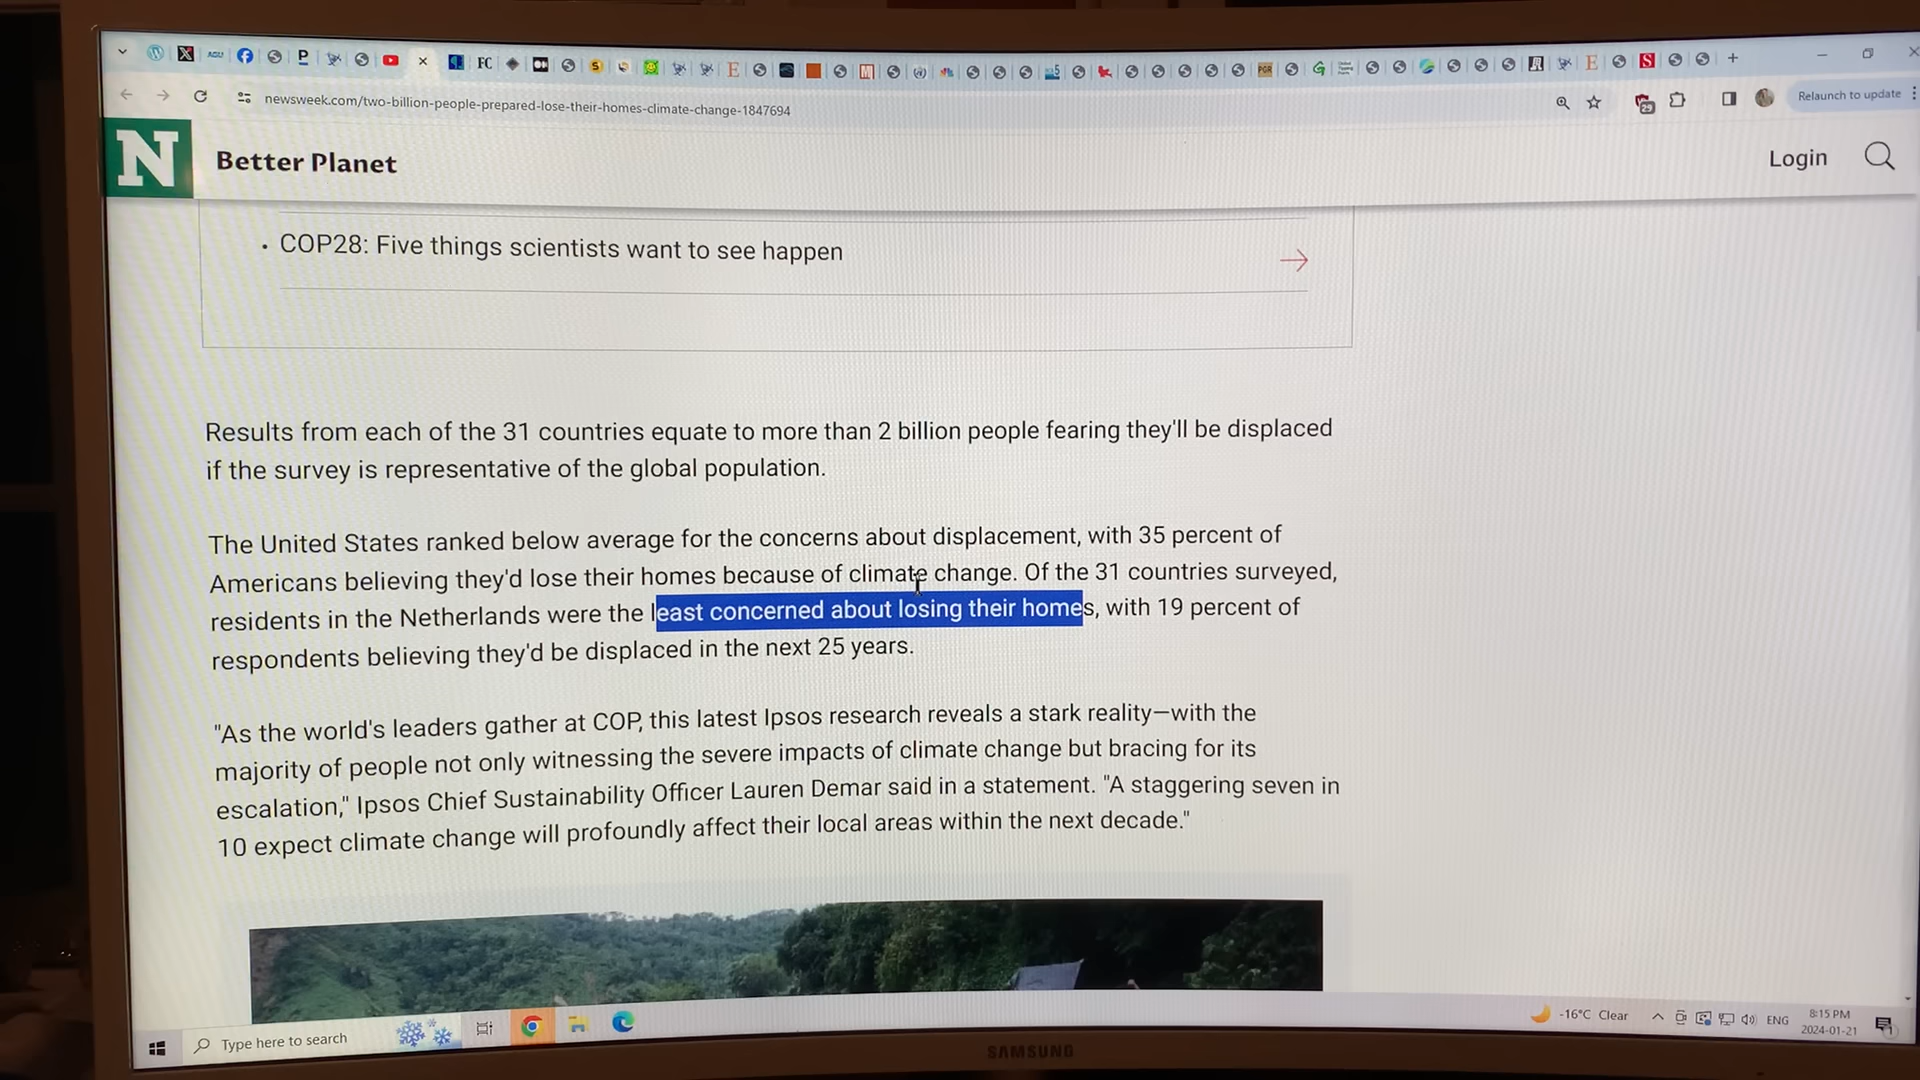 P
FC
newsweek.com/two-billion-people-prepared-lose-their-homes-climate-change-1847694
Relaunch to update
N
Better Planet
Login
COP28: Five things scientists want to see happen
Results from each of the 31 countries equate to more than 2 billion people fearing they'll be displaced
if the survey is representative of the global population.
The United States ranked below average for the concerns about displacement, with 35 percent of
Americans believing they'd lose their homes because of climate change. Of the 31 countries surveyed,
residents in the Netherlands were the least concerned about losing their homes, with 19 percent of
respondents believing they'd be displaced in the next 25 years.
"As the world's leaders gather at COP, this latest Ipsos research reveals a stark reality—with the
majority of people not only witnessing the severe impacts of climate change but bracing for its
escalation," Ipsos Chief Sustainability Officer Lauren Demar said in a statement. "A staggering seven in
10 expect climate change will profoundly affect their local areas within the next decade."
Type here to search
-16°C Clear
ENG
8:15 PM
2024-01-21
SAMSUNG